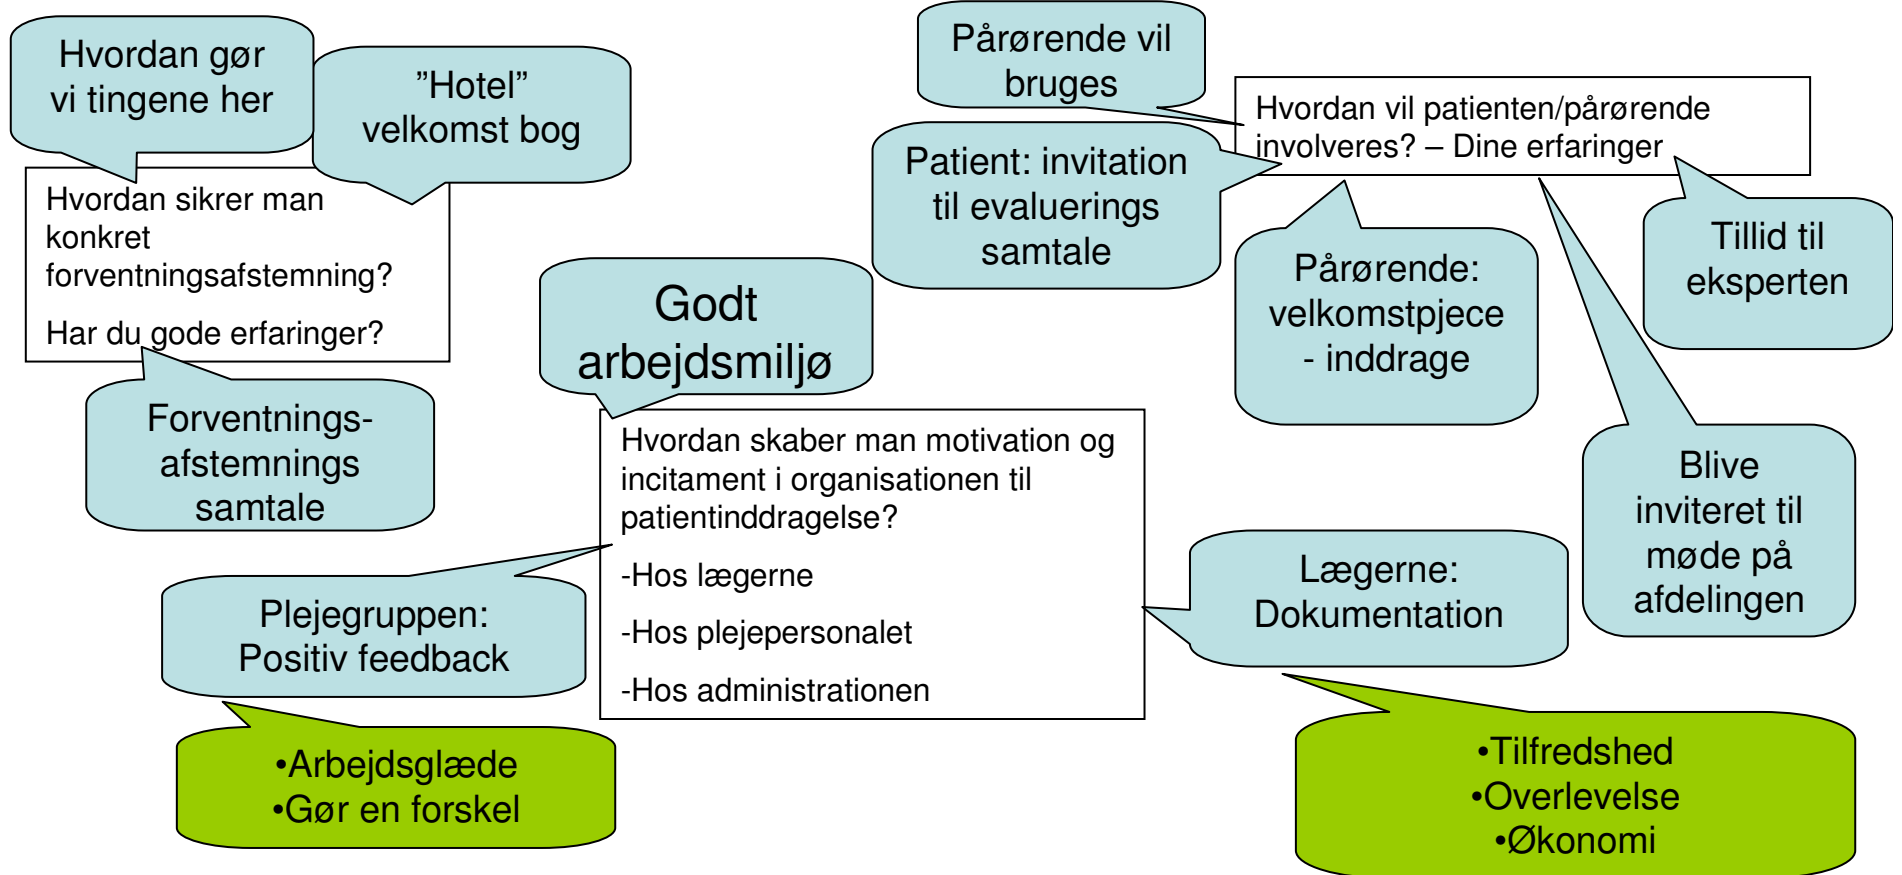 Hvordan gør
vi tingene her
”Hotel”
velkomst bog
Hvordan sikrer man
konkret
forventningsafstemning?
Har du gode erfaringer?
Forventnings-
afstemnings
samtale
Pårørende vil
bruges
Hvordan vil patienten/pårørende
involveres? – Dine erfaringer
Patient: invitation
til evaluerings
samtale
Pårørende:
velkomstpjece
- inddrage
Tillid til
eksperten
Blive
inviteret til
møde på
afdelingen
Godt
arbejdsmiljø
Hvordan skaber man motivation og
incitament i organisationen til
patientinddragelse?
-Hos lægerne
-Hos plejepersonalet
-Hos administrationen
Plejegruppen:
Positiv feedback
•Arbejdsglæde
•Gør en forskel
Lægerne:
Dokumentation
•Tilfredshed
•Overlevelse
•Økonomi